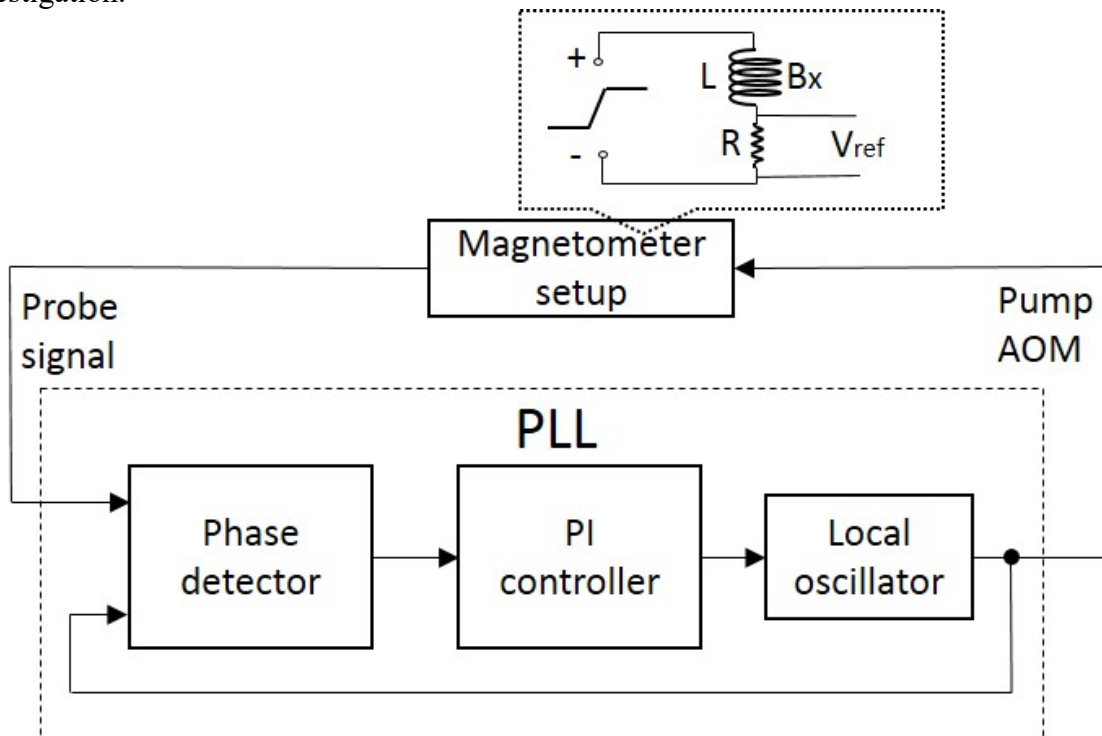 +
L
Bx
R
Vref
-
Magnetometer
setup
Probe
signal
Pump
AOM
PLL
Phase
detector
PI
controller
Local
oscillator